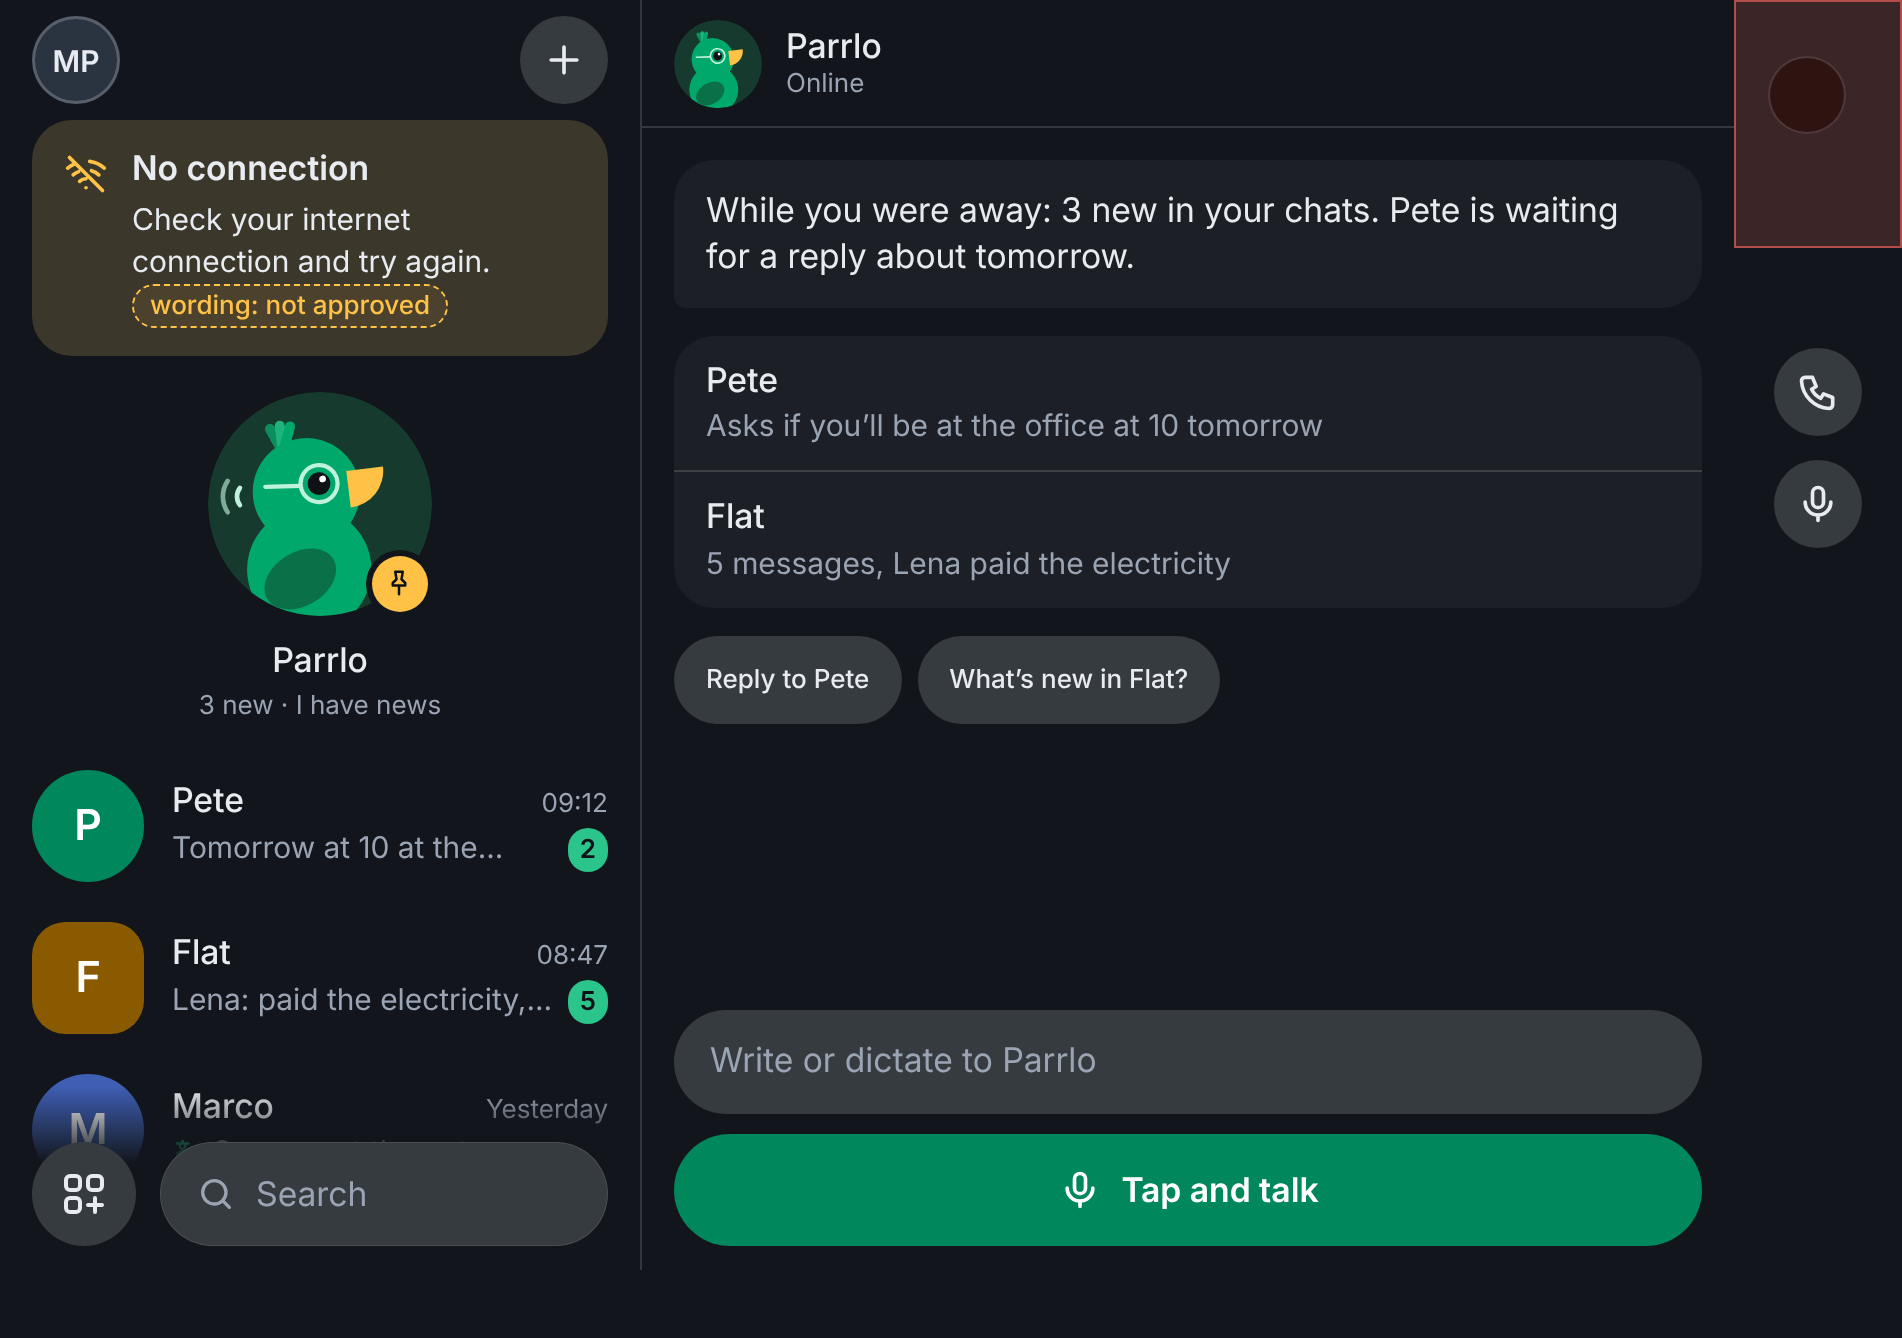 MP
No connection
Check your internet
connection and try again.
wording: not approved
Parrlo
3 new · I have news
P
Pete
09:12
Tomorrow at 10 at the...
2
F
Flat
08:47
Lena: paid the electricity,...
5
M
Marco
Yesterday
Search
Parrlo
Online
While you were away: 3 new in your chats. Pete is waiting
for a reply about tomorrow.
Pete
Asks if you’ll be at the office at 10 tomorrow
Flat
5 messages, Lena paid the electricity
Reply to Pete
What’s new in Flat?
Write or dictate to Parrlo
Tap and talk